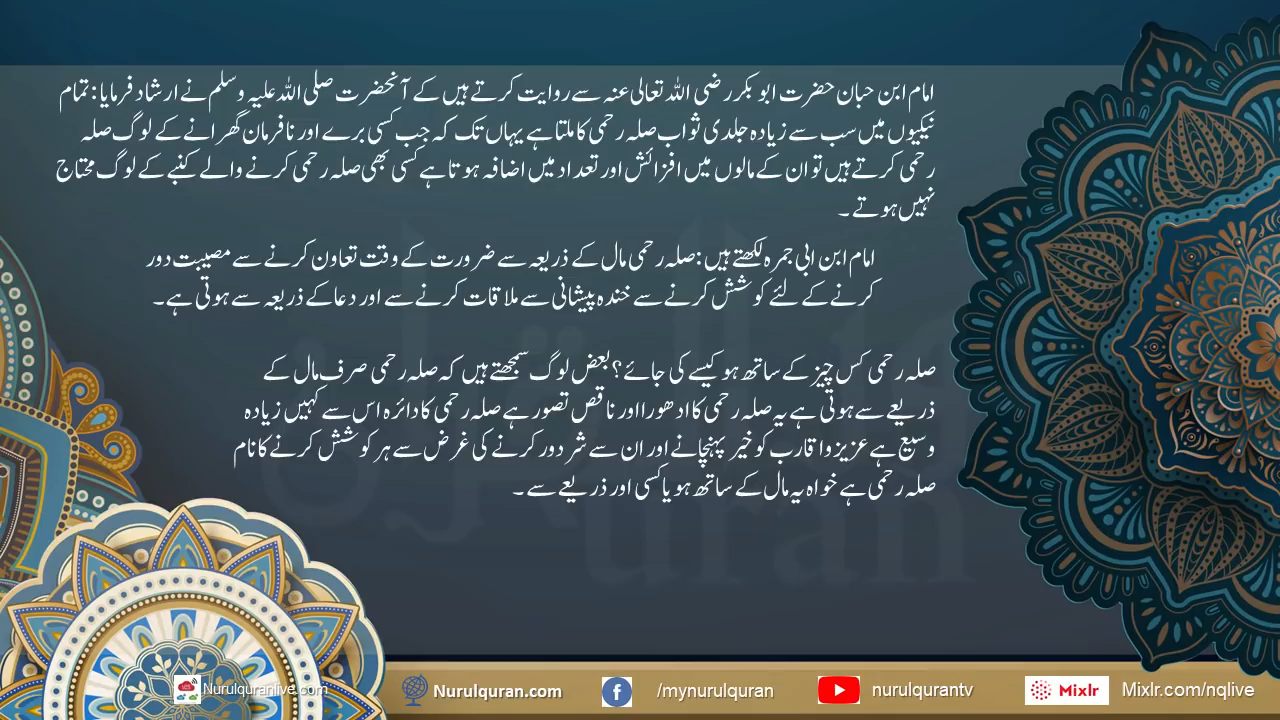 امام ابن حبان حضرت ابو بکر رضی اللہ تعالی عنہ سے روایت کرتے ہیں کے آنحضرت صلی اللہ علیہ وسلم نے ارشاد فرمایا: تمام
نیکیوں میں سب سے زیادہ جلدی ثواب صلہ رحمی کا ملتا ہے یہاں تک کہ جب کسی برے اور نافرمان گھرانے کے لوگ صلہ
رحمی کرتے ہیں تو ان کے مالوں میں افزائش اور تعداد میں اضافہ ہوتا ہے کسی بھی صلہ رحمی کرنے والے کنبے کے لوگ محتاج
نہیں ہوتے ۔
امام ابن ابی جمرہ لکھتے ہیں: صلہ رحمی مال کے ذریعہ سے ضرورت کے وقت تعاون کرنے سے مصیبت دور
کرنے کے لئے کوشش کرنے سے خندہ پیشانی سے ملاقات کرنے سے اور دعا کے ذریعہ سے ہوتی ہے۔
صلہ رحمی کس چیز کے ساتھ ہو کیسے کی جائے؟ بعض لوگ سمجھتے ہیں کہ صلہ رحمی صرف مال کے
ذریعے سے ہوتی ہے یہ صلہ رحمی کا ادھورا اور ناقص تصور ہے صلہ رحمی کا دائرہ اس سے کہیں زیادہ
وسیع ہے عزیز و اقارب کو خیر پہنچانے اور ان سے شر دور کرنے کی غرض سے ہر کوشش کرنے کا نام
صلہ رحمی ہے خواہ یہ مال کے ساتھ ہو یا کسی اور ذریعے سے ۔
uran
Nurulquranlive.com Nurulquran.com /mynurulquran nurulqurantv Mixlr Mixlr.com/nqlive